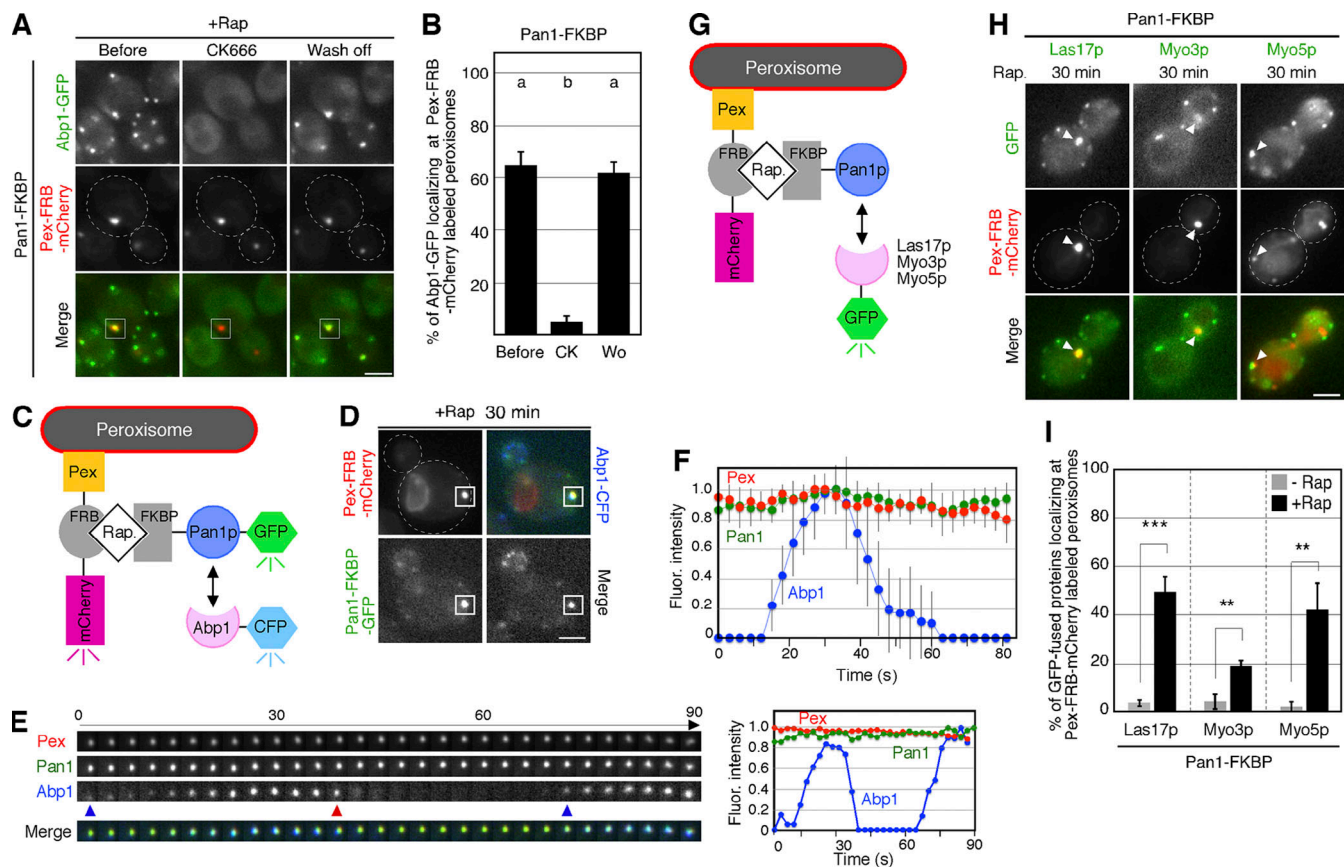 A
+Rap
Before
CK666
Wash off
Pan1-FKBP
Abp1-GFP
Pex-FRB
-mCherry
Merge
B
Pan1-FKBP
% of Abp1-GFP localizing at Pex-FRB
-mCherry labeled peroxisomes
100
80
60
40
20
a
b
a
Before
CK
Wo
C
Peroxisome
Pex
FRB
Rap.
FKBP
Pan1p
GFP
mCherry
Abp1
CFP
D
+Rap 30 min
Pex-FRB
-mCherry
Abp1-CFP
Pan1-FKBP
-GFP
Merge
E
0
30
60
90
Pex
Pan1
Abp1
Merge
F
Fluor. intensity
1.0
0.8
0.6
0.4
0.2
0
Pex
Pan1
Abp1
0
20
40
60
80
Time (s)
Fluor. intensity
1.0
0.8
0.6
0.4
0.2
0
Pex
Pan1
Abp1
0
30
60
90
Time (s)
G
Peroxisome
Pex
FRB
Rap.
FKBP
Pan1p
mCherry
Las17p
Myo3p
Myo5p
GFP
H
Pan1-FKBP
Las17p
Myo3p
Myo5p
Rap.
30 min
30 min
30 min
GFP
Pex-FRB
-mCherry
Merge
I
% of GFP-fused proteins localizing at
Pex-FRB-mCherry labeled peroxisomes
100
80
60
40
20
0
- Rap
+Rap
***
**
**
Las17p
Myo3p
Myo5p
Pan1-FKBP